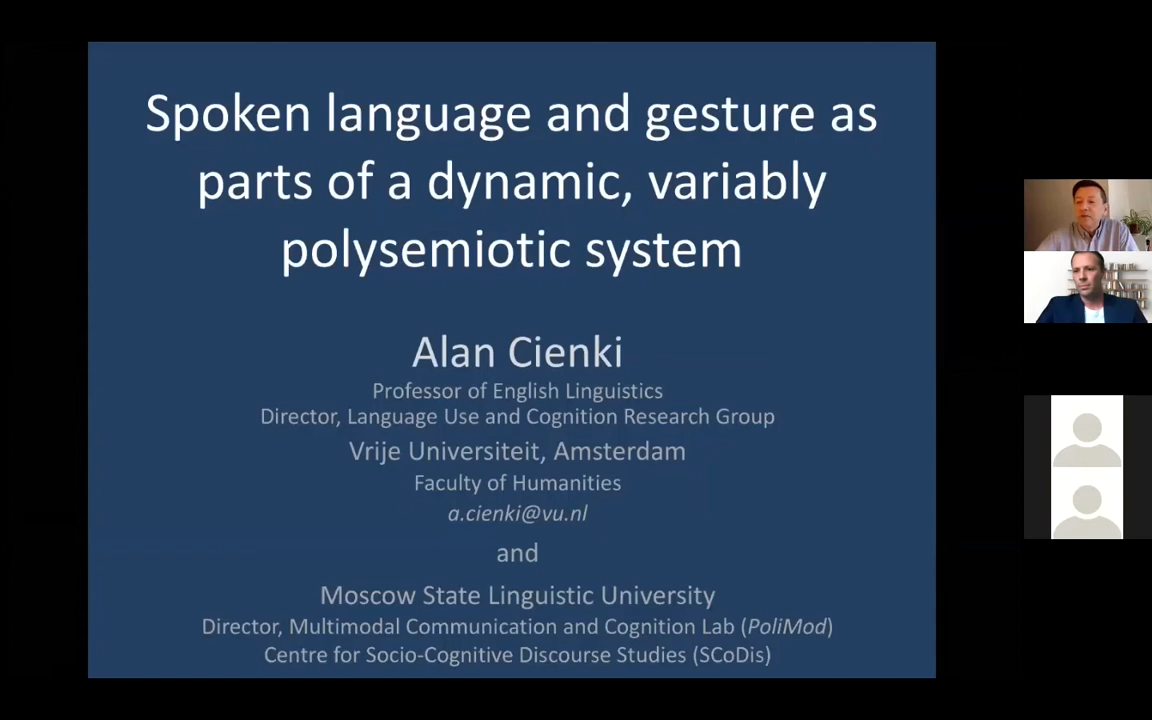 Spoken language and gesture as
parts of a dynamic, variably
polysemiotic system
Alan Cienki
Professor of English Linguistics
Director, Language Use and Cognition Research Group
Vrije Universiteit, Amsterdam
Faculty of Humanities
a.cienki@vu.nl
and
Moscow State Linguistic University
Director, Multimodal Communication and Cognition Lab (PoliMod)
Centre for Socio-Cognitive Discourse Studies (SCoDis)